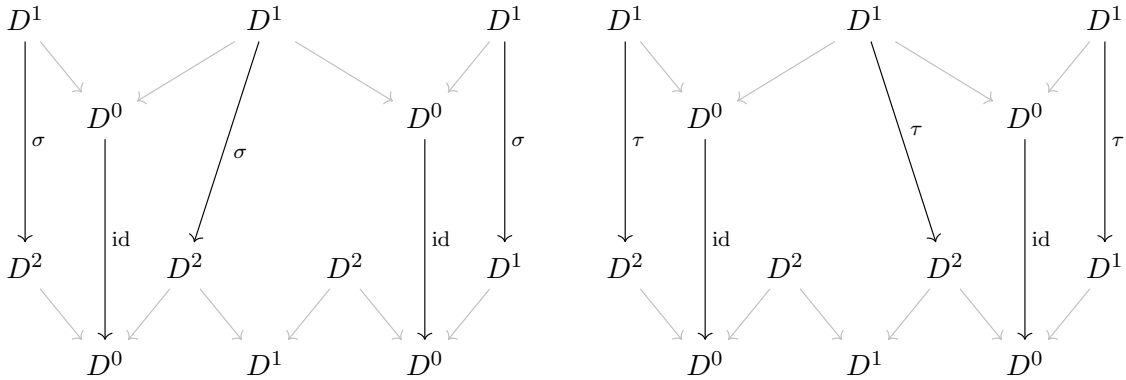 D¹ D¹ D¹ D¹ D¹ D¹
D⁰ D⁰ D⁰ D⁰
σ σ σ τ τ τ
id id id id
D² D² D² D¹ D² D² D² D¹
D⁰ D¹ D⁰ D⁰ D¹ D⁰